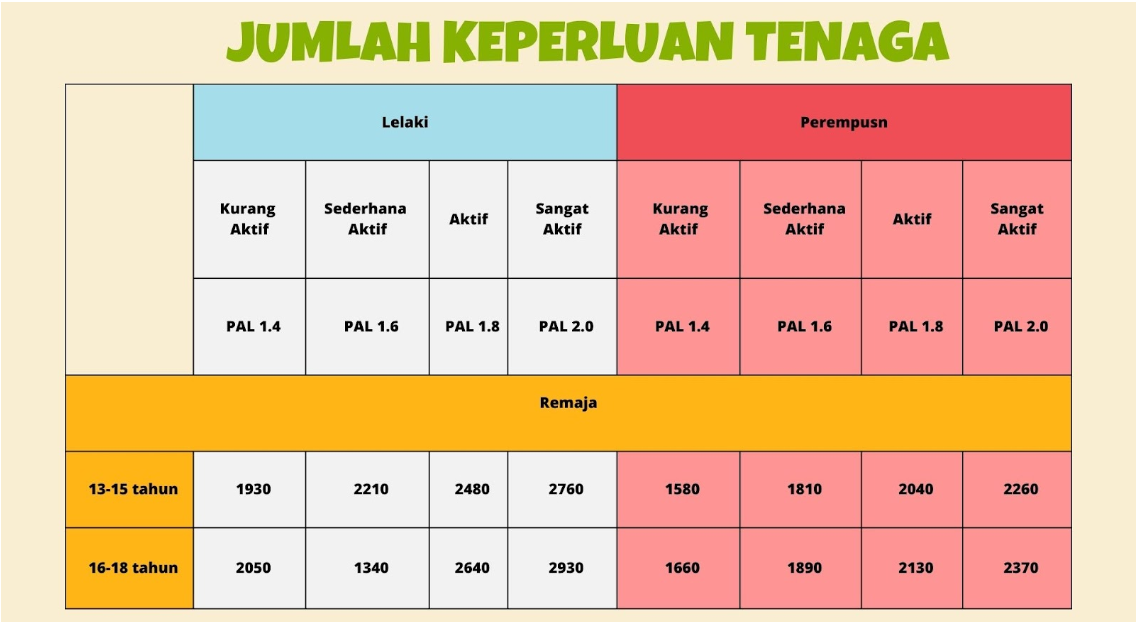 JUMLAH KEPERLUAN TENAGA
Lelaki
Perempusn
Kurang
Aktif
Sederhana
Aktif
Aktif
Sangat
Aktif
Kurang
Aktif
Sederhana
Aktif
Aktif
Sangat
Aktif
PAL 1.4
PAL 1.6
PAL 1.8
PAL 2.0
PAL 1.4
PAL 1.6
PAL 1.8
PAL 2.0
Remaja
13-15 tahun
1930
2210
2480
2760
1580
1810
2040
2260
16-18 tahun
2050
1340
2640
2930
1660
1890
2130
2370